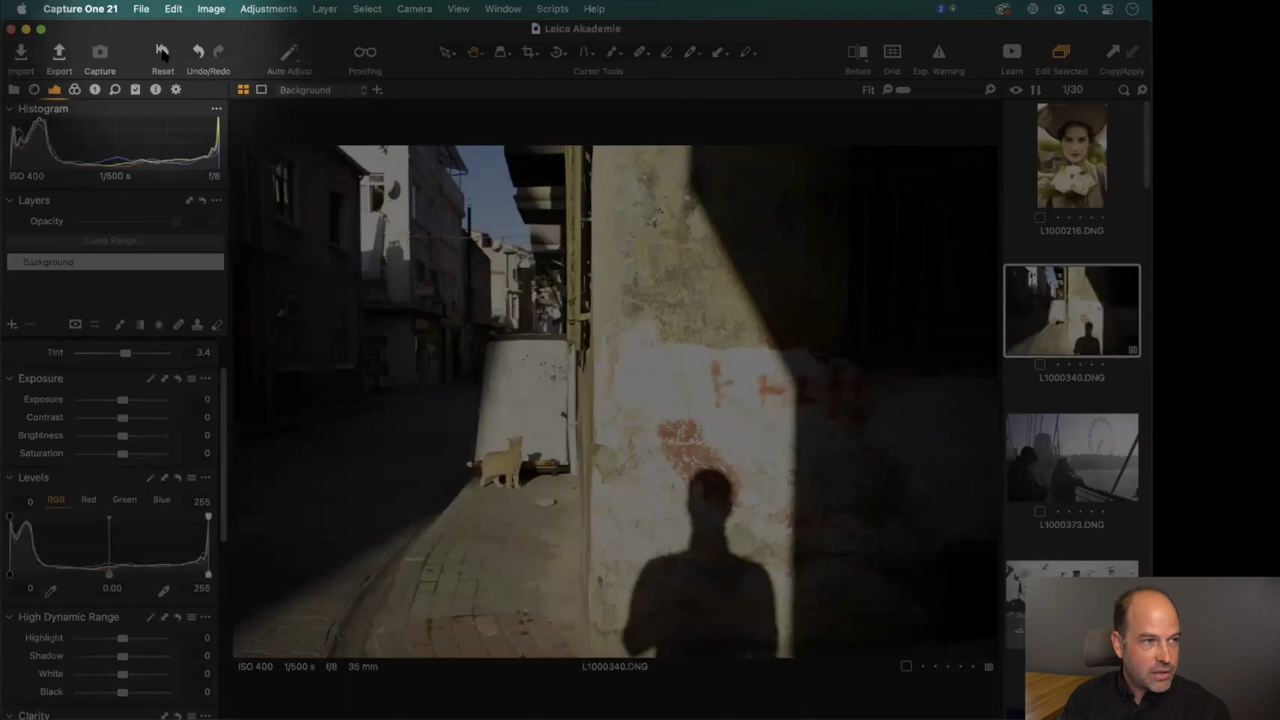 Capture One 21 File Edit Image Adjustments Layer Select Camera View Window Scripts Help 2
Leica Akademie
Import Export Capture Reset Undo/Redo Auto Adjust Proofing Cursor Tools Before Grid Exp. Warning Learn Edit Selected Copy/Apply
Background Fit 1/30
Histogram
ISO 400 1/500 s f/8
Layers
Opacity
Luma Range...
Background
Tint 3.4
Exposure
Exposure 0
Contrast 0
Brightness 0
Saturation 0
Levels
0 RGB Red Green Blue 255
0 0.00 255
High Dynamic Range
Highlight 0
Shadow 0
White 0
Black 0
Clarity
ISO 400 1/500 s f/8 35 mm L1000340.DNG
L1000216.DNG
L1000340.DNG
L1000373.DNG